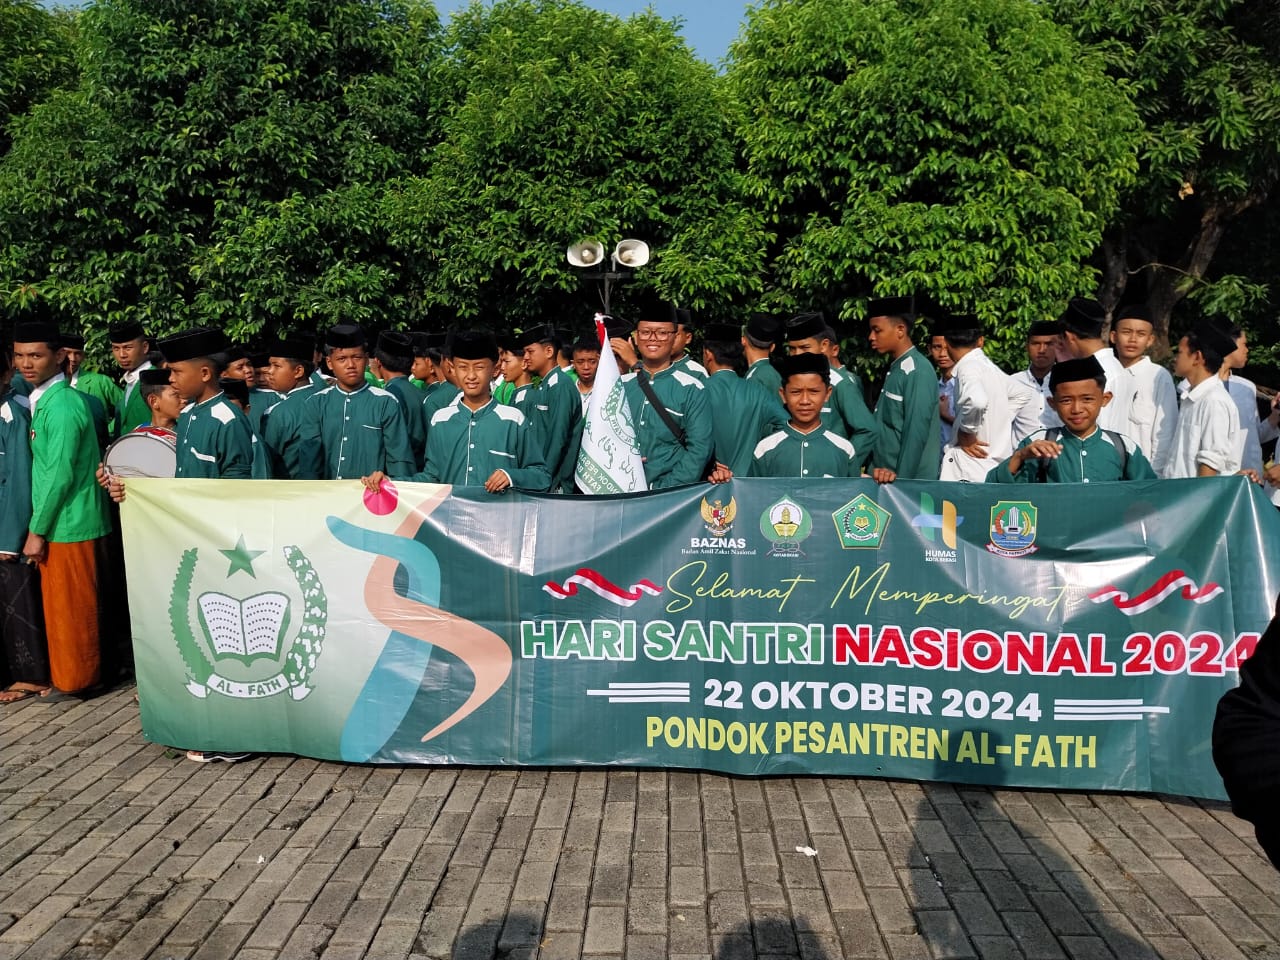 BAZNAS
Badan Amil Zakat Nasional
HUMAS
KOTA BEKASI
Selamat Memperingati
HARI SANTRI NASIONAL 2024
22 OKTOBER 2024
PONDOK PESANTREN AL-FATH
AL - FATH